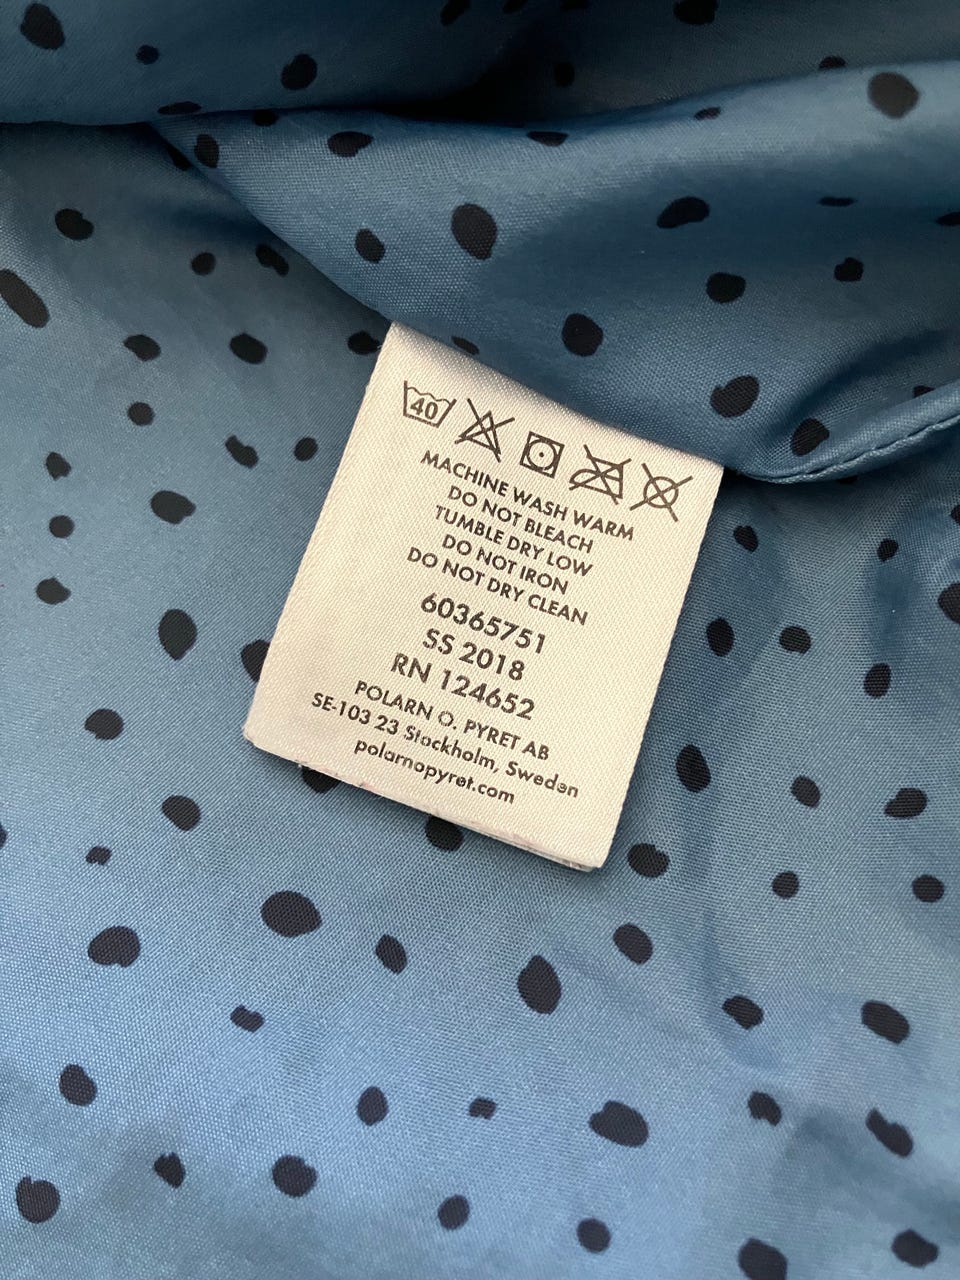 40
MACHINE WASH WARM
DO NOT BLEACH
TUMBLE DRY LOW
DO NOT IRON
DO NOT DRY CLEAN
60365751
SS 2018
RN 124652
POLARN O. PYRET AB
SE-103 23 Stockholm, Sweden
polarnopyret.com